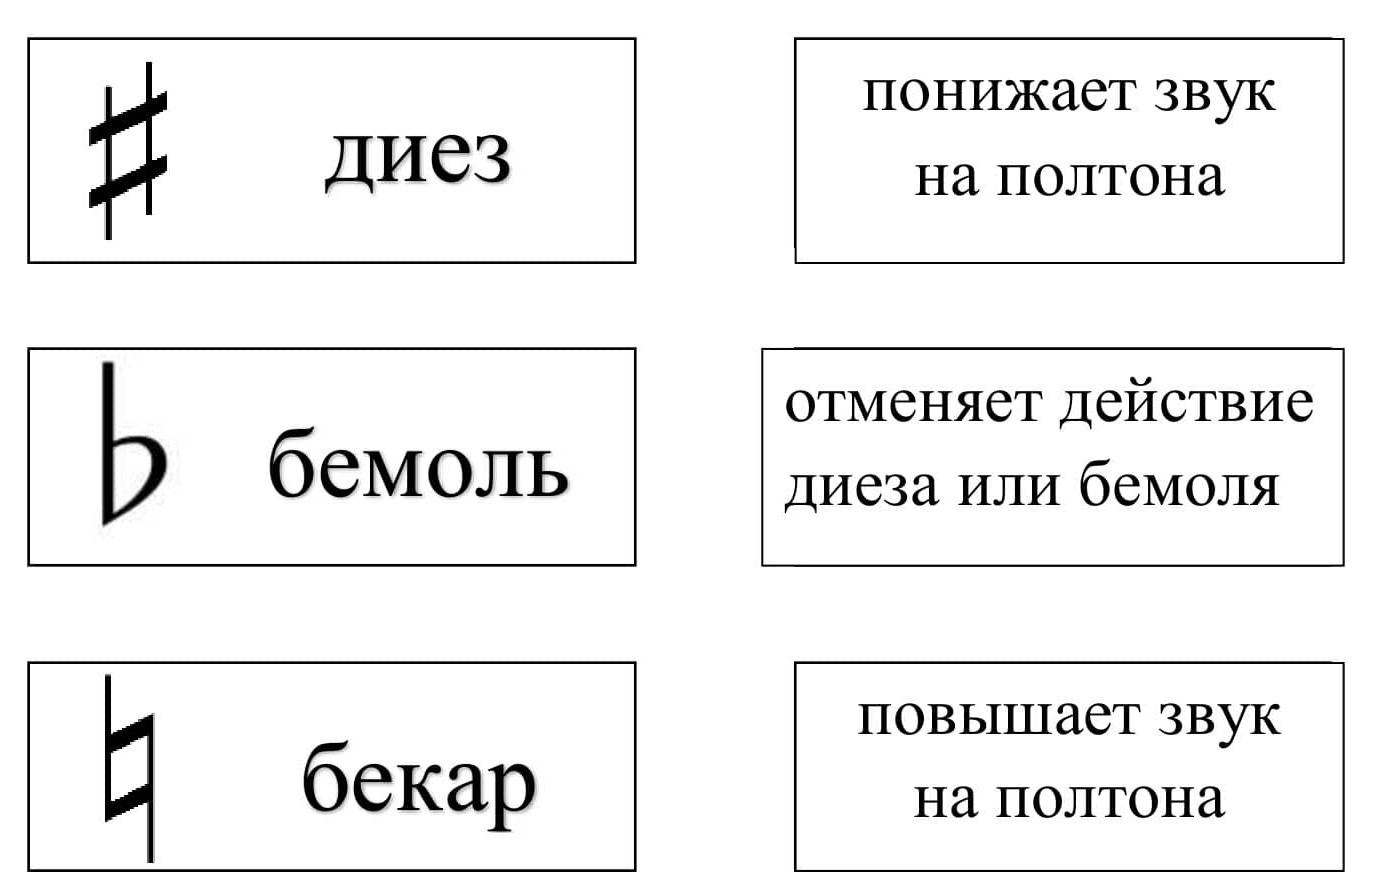 диез
понижает звук
на полтона
бемоль
отменяет действие
диеза или бемоля
бекар
повышает звук
на полтона